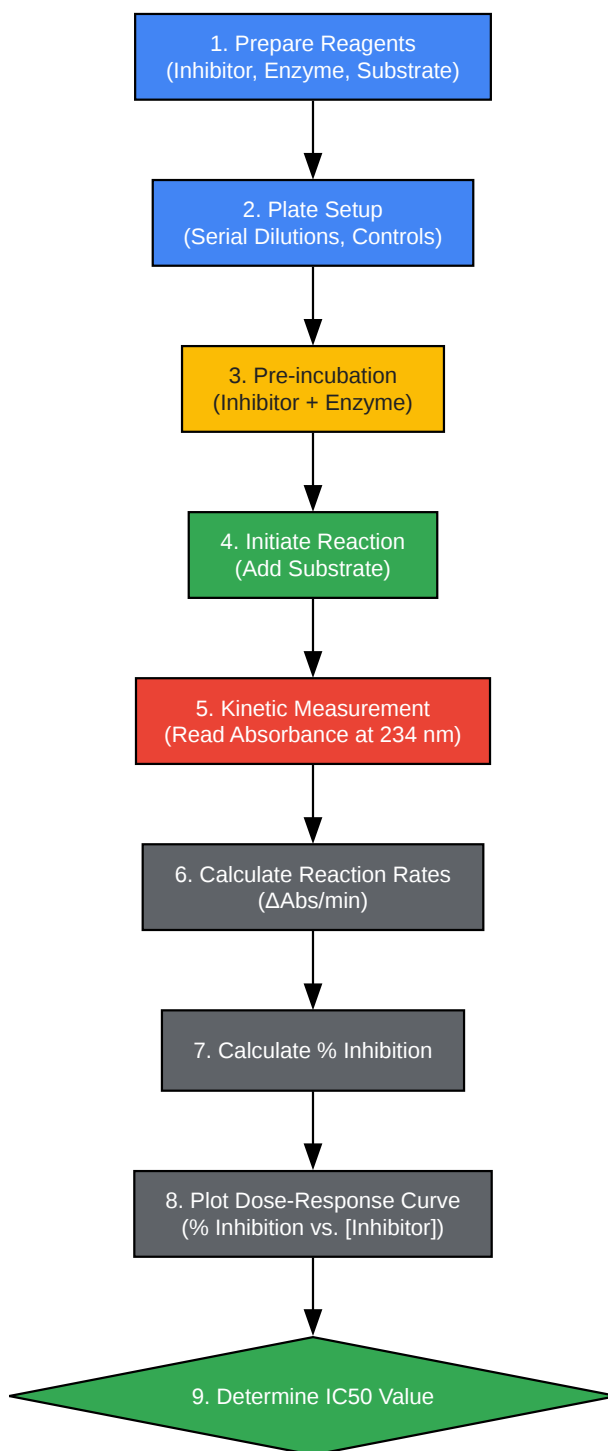 1. Prepare Reagents
(Inhibitor, Enzyme, Substrate)
2. Plate Setup
(Serial Dilutions, Controls)
3. Pre-incubation
(Inhibitor + Enzyme)
4. Initiate Reaction
(Add Substrate)
5. Kinetic Measurement
(Read Absorbance at 234 nm)
6. Calculate Reaction Rates
(ΔAbs/min)
7. Calculate % Inhibition
8. Plot Dose-Response Curve
(% Inhibition vs. [Inhibitor])
9. Determine IC50 Value